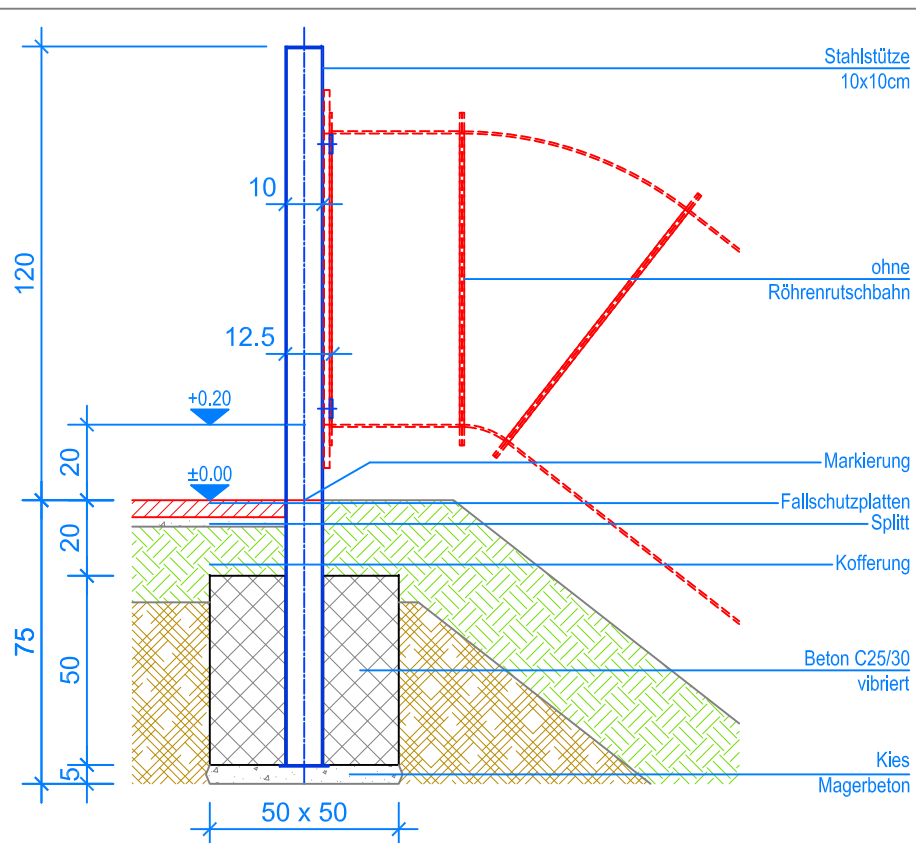 Stahlstütze
10x10cm
10
120
ohne
Röhrenrutschbahn
12.5
+0,20
20
Markierung
±0.00
Fallschutzplatten
Splitt
20
Kofferung
75
50
Beton C25/30
vibriert
5
Kies
Magerbeton
50 x 50